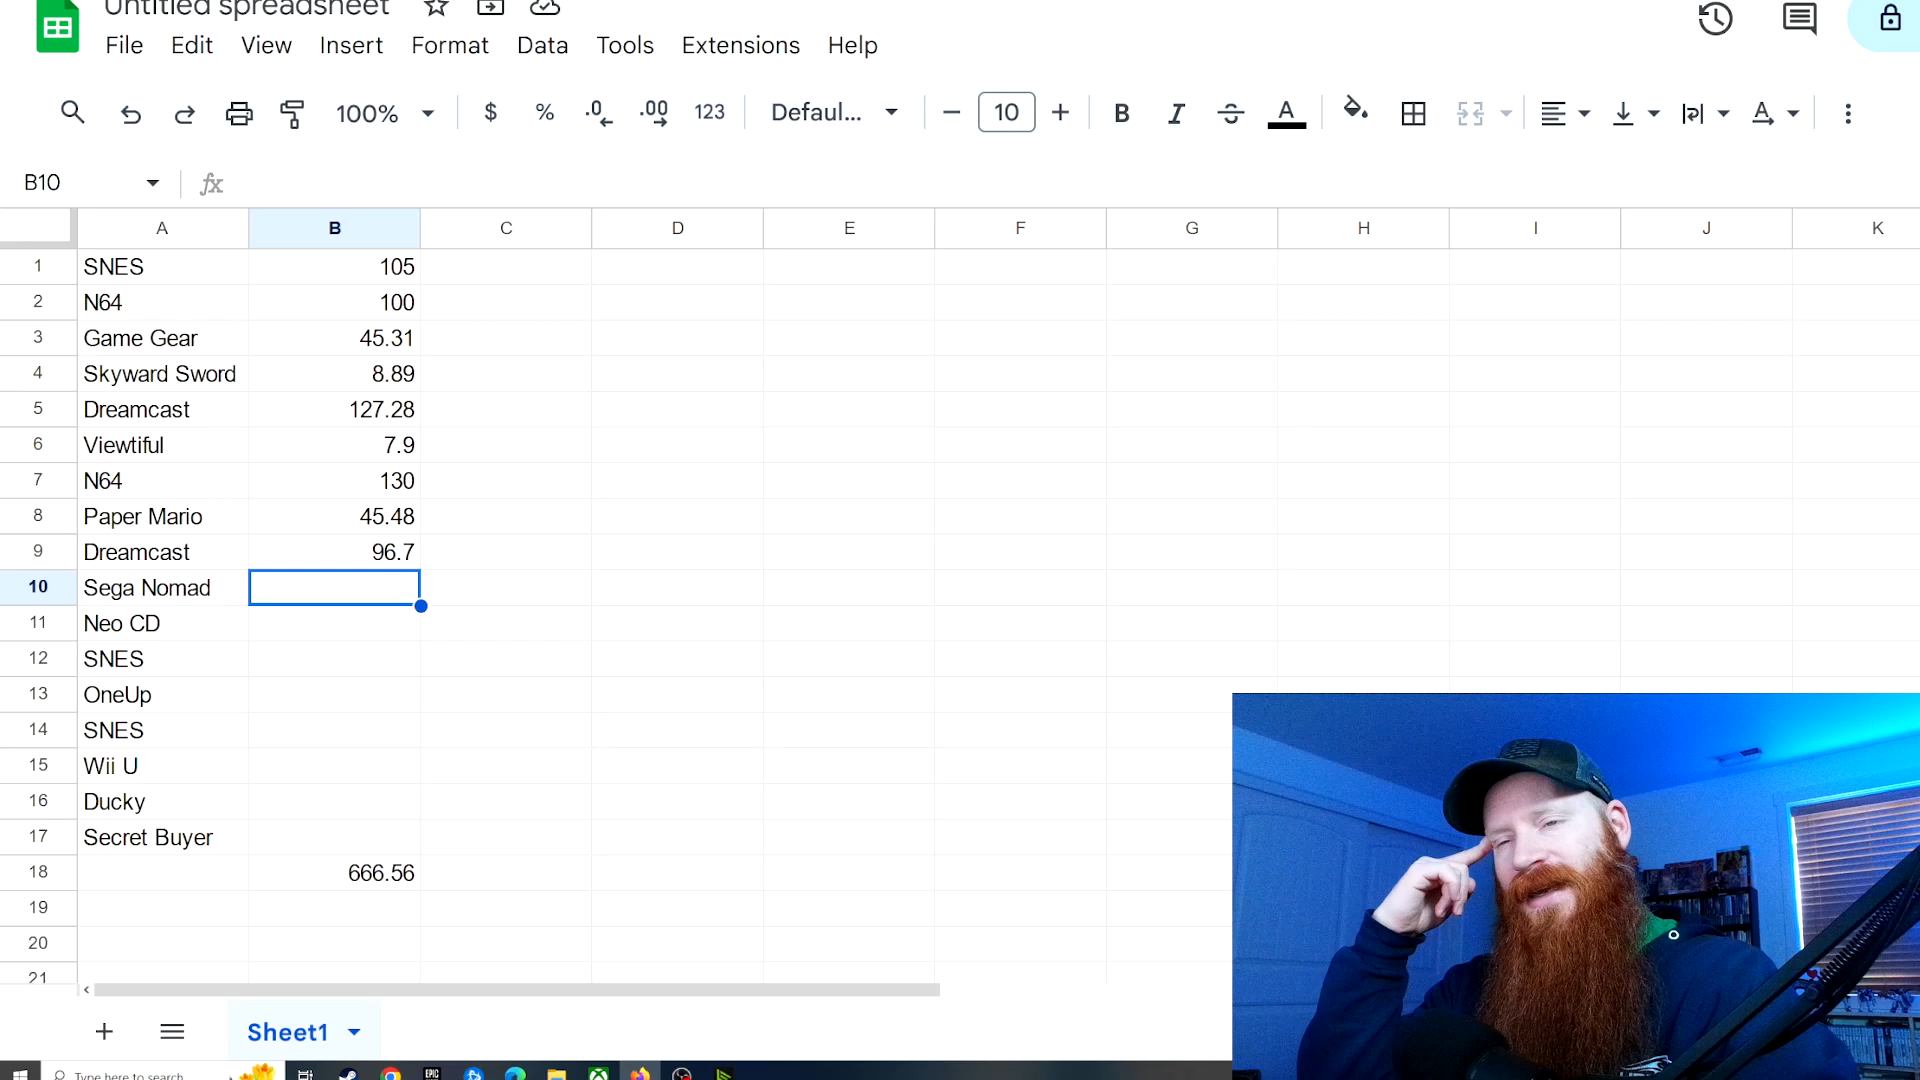 Untitled spreadsheet
File Edit View Insert Format Data Tools Extensions Help
100% $ % .0 .00 123 Defaul... 10 B I A A
B10 fx
A B C D E F G H I J K
1 SNES 105
2 N64 100
3 Game Gear 45.31
4 Skyward Sword 8.89
5 Dreamcast 127.28
6 Viewtiful 7.9
7 N64 130
8 Paper Mario 45.48
9 Dreamcast 96.7
10 Sega Nomad
11 Neo CD
12 SNES
13 OneUp
14 SNES
15 Wii U
16 Ducky
17 Secret Buyer
18 666.56
19
20
21
Sheet1
Type here to search EPIC